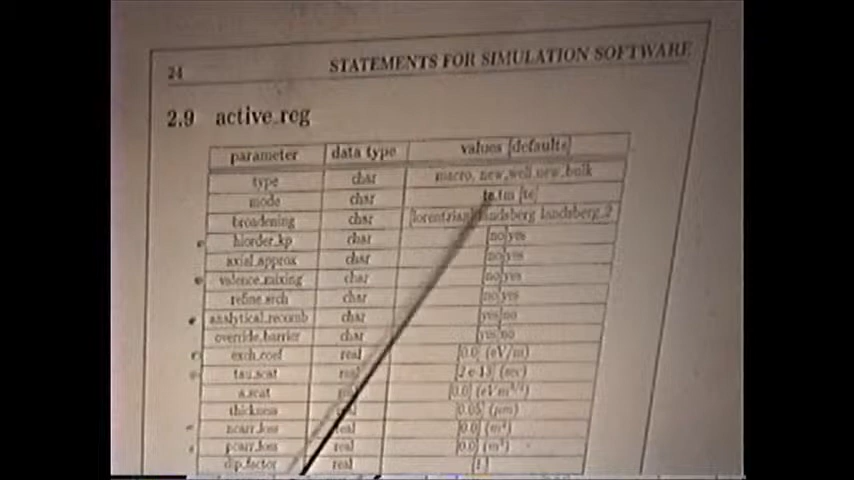 24 STATEMENTS FOR SIMULATION SOFTWARE
2.9 active_reg
parameter data type values [defaults]
type char macro, new_well, new_bulk
mode char te,tm [te]
broadening char [lorentzian] landsberg landsberg_2
hiorder_kp char [no]yes
axial_approx char [no]yes
valence_mixing char [no]yes
refine_srch char [no]yes
analytical_recomb char [yes]no
override_barrier char [yes]no
exch_coef real [0.0] (eV/m)
tau_scat real [2.e-13] (sec)
a_scat real [0.0]
thickness real [0.05] (μm)
ncarr_loss real [0.0] (m²)
pcarr_loss real [0.0] (m²)
dip_factor real